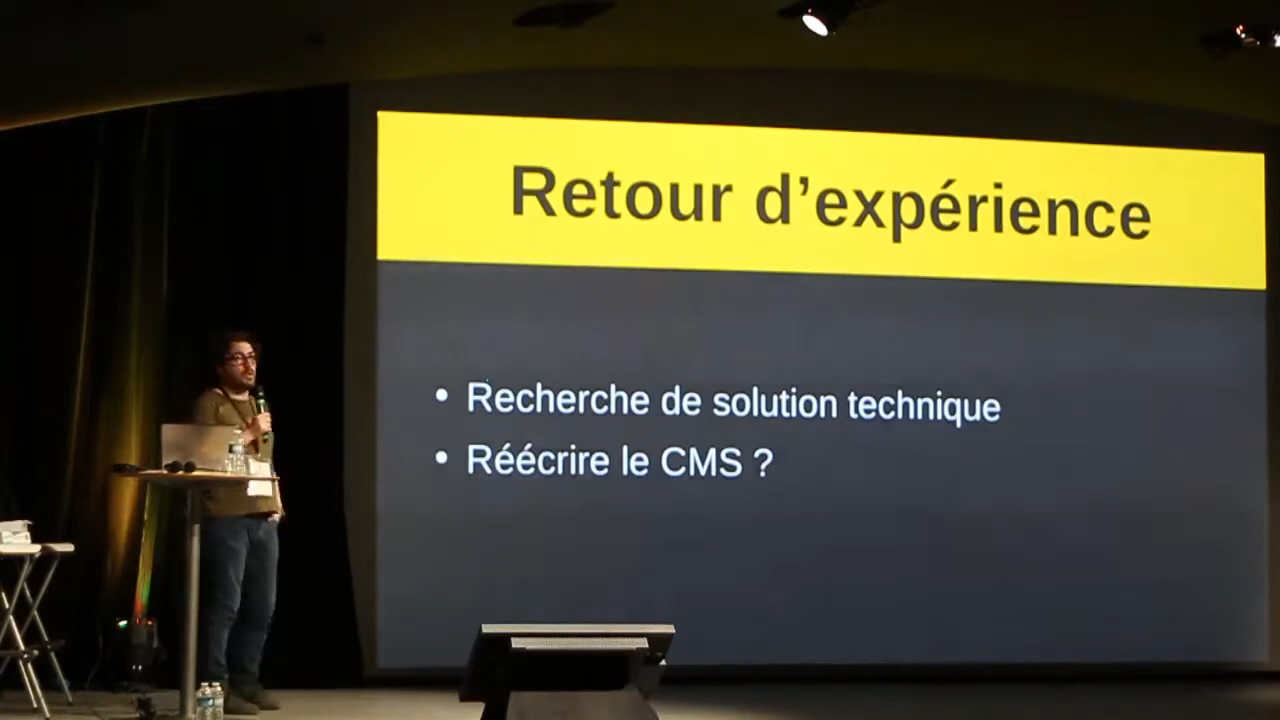 Retour d’expérience
• Recherche de solution technique
• Réécrire le CMS ?